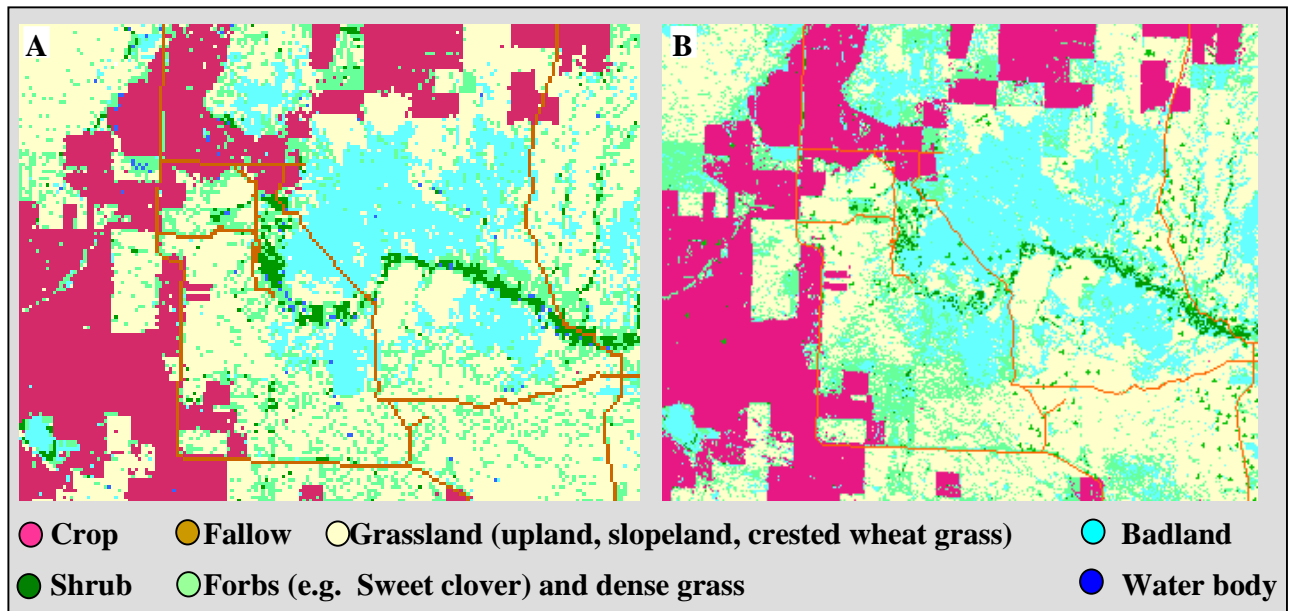 A
B
Crop Fallow Grassland (upland, slopeland, crested wheat grass) Badland
Shrub Forbs (e.g. Sweet clover) and dense grass Water body